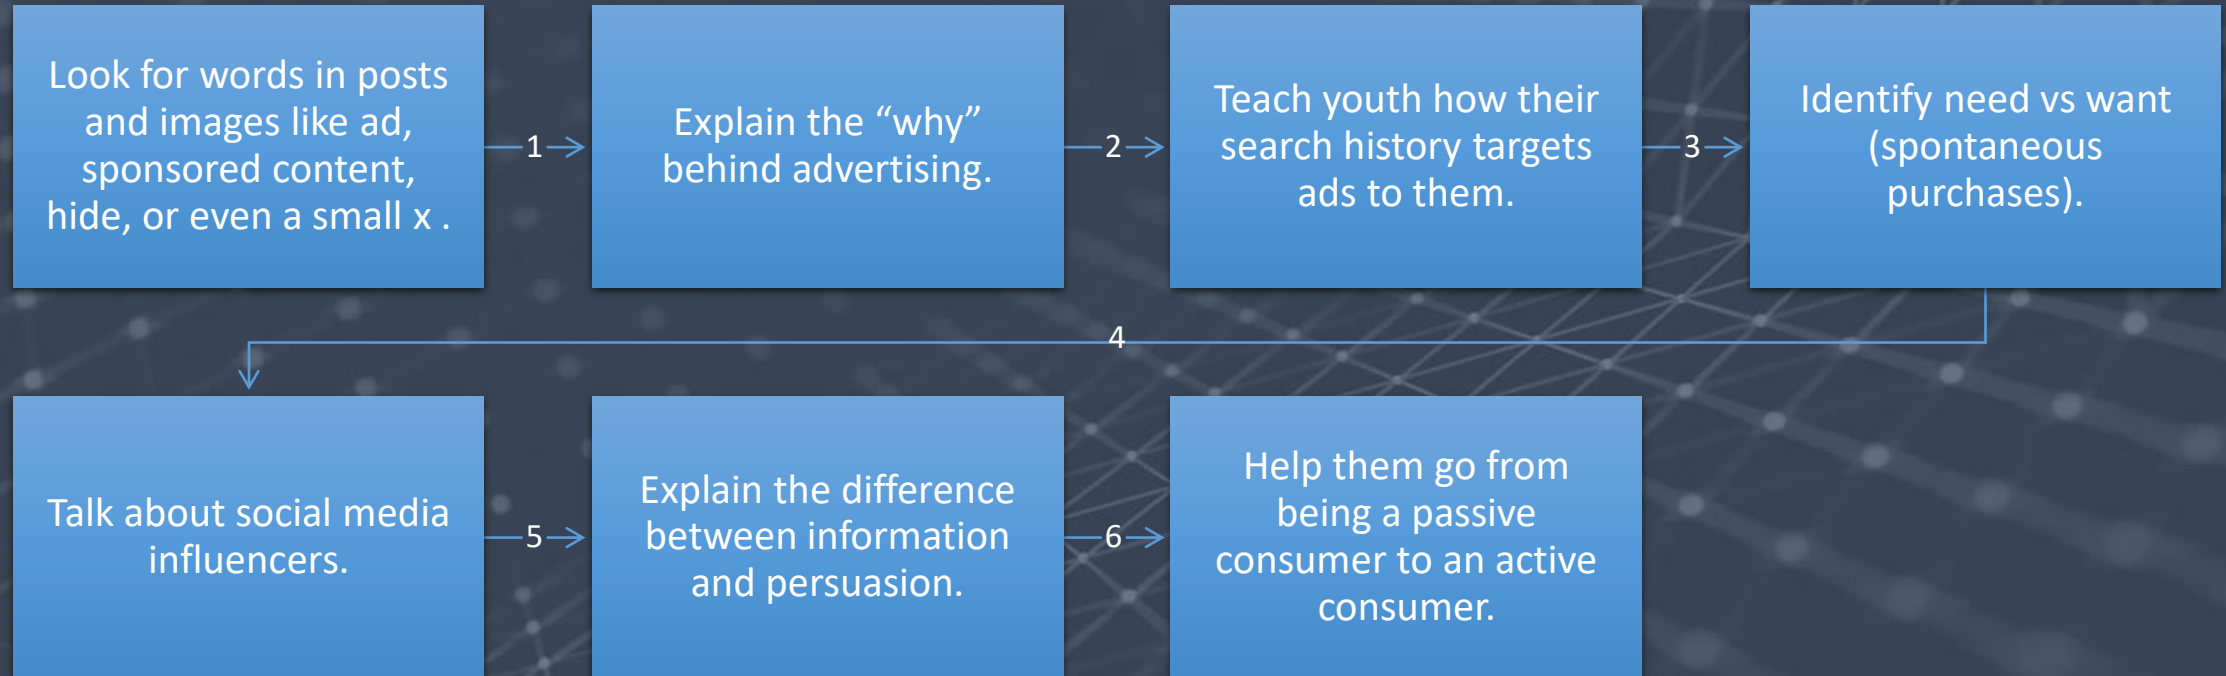 Look for words in posts
and images like ad,
sponsored content,
hide, or even a small x .
1
Explain the “why”
behind advertising.
2
Teach youth how their
search history targets
ads to them.
3
Identify need vs want
(spontaneous
purchases).
4
Talk about social media
influencers.
5
Explain the difference
between information
and persuasion.
6
Help them go from
being a passive
consumer to an active
consumer.